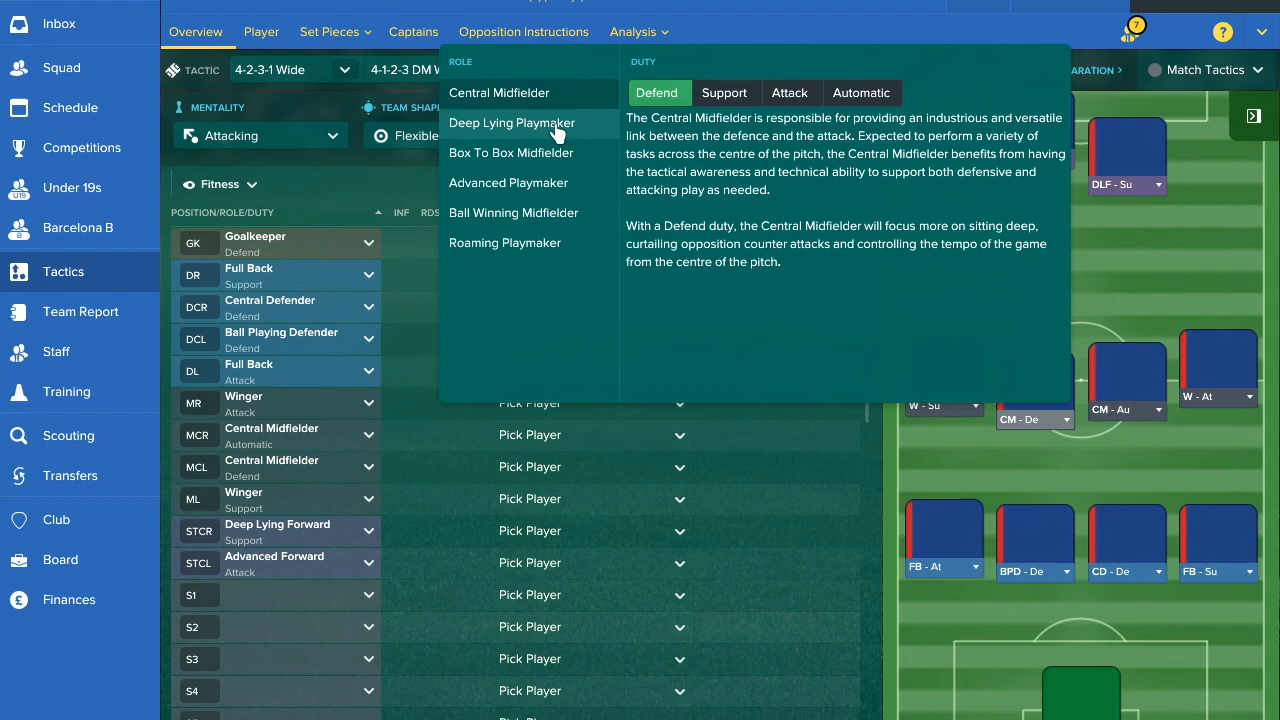 Inbox
Squad
Schedule
Competitions
Under 19s
U19
Barcelona B
B
Tactics
Team Report
Staff
Training
Scouting
Transfers
Club
Board
Finances
Overview
Player
Set Pieces
Captains
Opposition Instructions
Analysis
7
?
TACTIC
4-2-3-1 Wide
4-1-2-3 DM W
ARATION >
Match Tactics
MENTALITY
TEAM SHAP
Attacking
Flexible
Fitness
POSITION/ROLE/DUTY
INF
RDS
GK
Goalkeeper
Defend
DR
Full Back
Support
DCR
Central Defender
Defend
DCL
Ball Playing Defender
Defend
DL
Full Back
Attack
MR
Winger
Attack
Pick Player
MCR
Central Midfielder
Automatic
Pick Player
MCL
Central Midfielder
Defend
Pick Player
ML
Winger
Support
Pick Player
STCR
Deep Lying Forward
Support
Pick Player
STCL
Advanced Forward
Attack
Pick Player
S1
Pick Player
S2
Pick Player
S3
Pick Player
S4
Pick Player
ROLE
Central Midfielder
Deep Lying Playmaker
Box To Box Midfielder
Advanced Playmaker
Ball Winning Midfielder
Roaming Playmaker
DUTY
Defend
Support
Attack
Automatic
The Central Midfielder is responsible for providing an industrious and versatile
link between the defence and the attack. Expected to perform a variety of
tasks across the centre of the pitch, the Central Midfielder benefits from having
the tactical awareness and technical ability to support both defensive and
attacking play as needed.
With a Defend duty, the Central Midfielder will focus more on sitting deep,
curtailing opposition counter attacks and controlling the tempo of the game
from the centre of the pitch.
DLF - Su
W - Su
CM - De
CM - Au
W - At
FB - At
BPD - De
CD - De
FB - Su